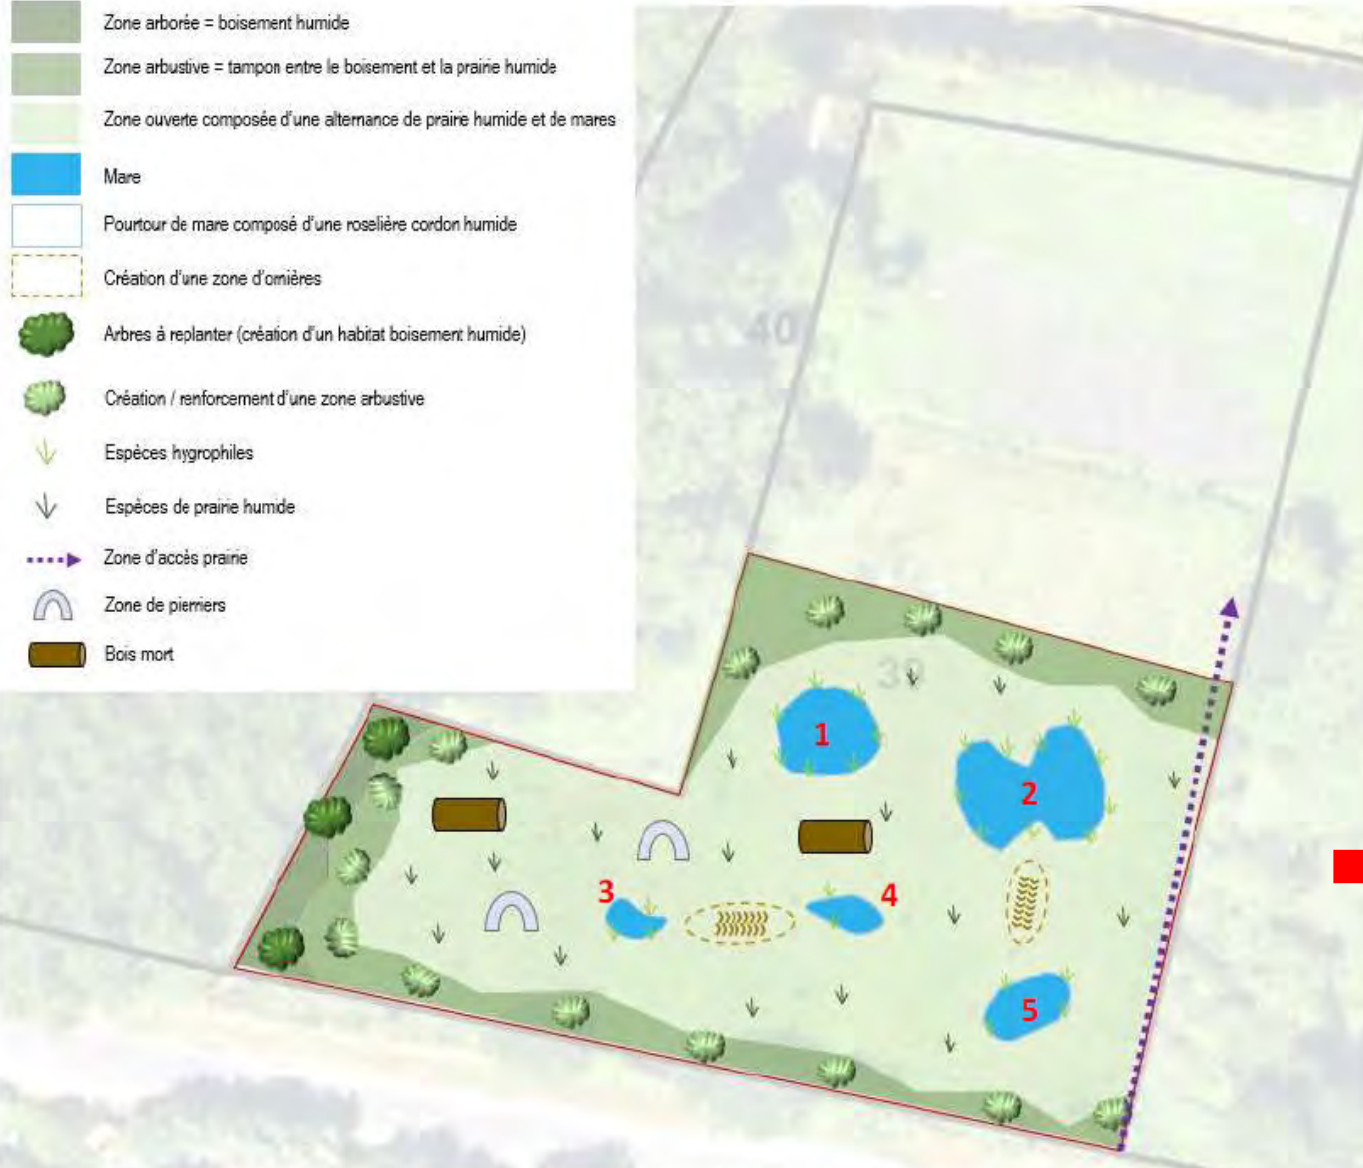 Zone arborée = boisement humide
Zone arbustive = tampon entre le boisement et la prairie humide
Zone ouverte composée d'une alternance de prairie humide et de mares
Mare
Pourtour de mare composé d'une roselière cordon humide
Création d'une zone d'ornières
Arbres à replanter (création d'un habitat boisement humide)
Création / renforcement d'une zone arbustive
Espèces hygrophiles
Espèces de prairie humide
Zone d'accès prairie
Zone de pierriers
Bois mort
40
39
1
2
3
4
5